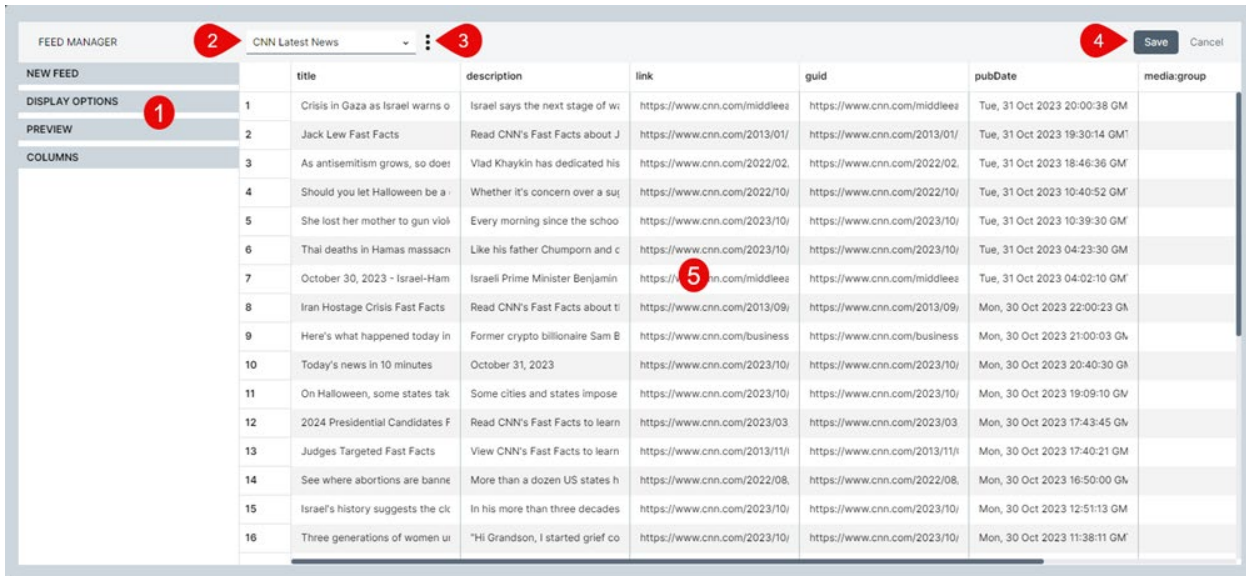 FEED MANAGER 2 CNN Latest News 3 4 Save Cancel
NEW FEED
DISPLAY OPTIONS
1
PREVIEW
COLUMNS
title description link guid pubDate media:group
1 Crisis in Gaza as Israel warns o Israel says the next stage of https://www.cnn.com/middleea https://www.cnn.com/middleea Tue, 31 Oct 2023 20:00:38 GM
2 Jack Lew Fast Facts Read CNN's Fast Facts about J https://www.cnn.com/2013/01/ https://www.cnn.com/2013/01/ Tue, 31 Oct 2023 19:30:14 GMT
3 As antisemitism grows, so does Vlad Khaykin has dedicated his https://www.cnn.com/2022/02, https://www.cnn.com/2022/02, Tue, 31 Oct 2023 18:46:36 GM
4 Should you let Halloween be a Whether it's concern over a sug https://www.cnn.com/2022/10/ https://www.cnn.com/2022/10/ Tue, 31 Oct 2023 10:40:52 GM
5 She lost her mother to gun viol Every morning since the schoo https://www.cnn.com/2023/10/ https://www.cnn.com/2023/10/ Tue, 31 Oct 2023 10:39:30 GM
6 Thai deaths in Hamas massacr Like his father Chumporn and c https://www.cnn.com/2023/10/ https://www.cnn.com/2023/10/ Tue, 31 Oct 2023 04:23:30 GM
7 October 30, 2023 - Israel-Ham Israeli Prime Minister Benjamin https:// 5 n.com/middleea https://www.cnn.com/middleea Tue, 31 Oct 2023 04:02:10 GM
8 Iran Hostage Crisis Fast Facts Read CNN's Fast Facts about t https://www.cnn.com/2013/09/ https://www.cnn.com/2013/09/ Mon, 30 Oct 2023 22:00:23 GM
9 Here's what happened today in Former crypto billionaire Sam B https://www.cnn.com/business https://www.cnn.com/business Mon, 30 Oct 2023 21:00:03 GM
10 Today's news in 10 minutes October 31, 2023 https://www.cnn.com/2023/10/ https://www.cnn.com/2023/10/ Mon, 30 Oct 2023 20:40:30 GM
11 On Halloween, some states tak Some cities and states impose https://www.cnn.com/2023/10/ https://www.cnn.com/2023/10/ Mon, 30 Oct 2023 19:09:10 GM
12 2024 Presidential Candidates F Read CNN's Fast Facts to learn https://www.cnn.com/2023/03 https://www.cnn.com/2023/03 Mon, 30 Oct 2023 17:43:45 GM
13 Judges Targeted Fast Facts View CNN's Fast Facts to learn https://www.cnn.com/2013/11/ https://www.cnn.com/2013/11/ Mon, 30 Oct 2023 17:40:21 GM
14 See where abortions are banne More than a dozen US states h https://www.cnn.com/2022/08, https://www.cnn.com/2022/08, Mon, 30 Oct 2023 16:50:00 GM
15 Israel's history suggests the clo In his more than three decades https://www.cnn.com/2023/10/ https://www.cnn.com/2023/10/ Mon, 30 Oct 2023 12:51:13 GM
16 Three generations of women u "Hi Grandson, I started grief co https://www.cnn.com/2023/10/ https://www.cnn.com/2023/10/ Mon, 30 Oct 2023 11:38:11 GM